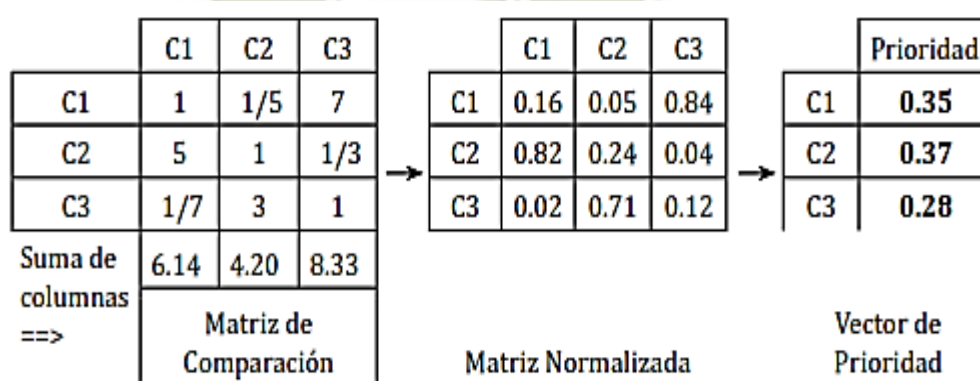 C1 C2 C3 C1 C2 C3 Prioridad
C1 1 1/5 7 C1 0.16 0.05 0.84 C1 0.35
C2 5 1 1/3 C2 0.82 0.24 0.04 C2 0.37
C3 1/7 3 1 C3 0.02 0.71 0.12 C3 0.28
Suma de
columnas
==>
6.14 4.20 8.33
Matriz de
Comparación
Matriz Normalizada
Vector de
Prioridad